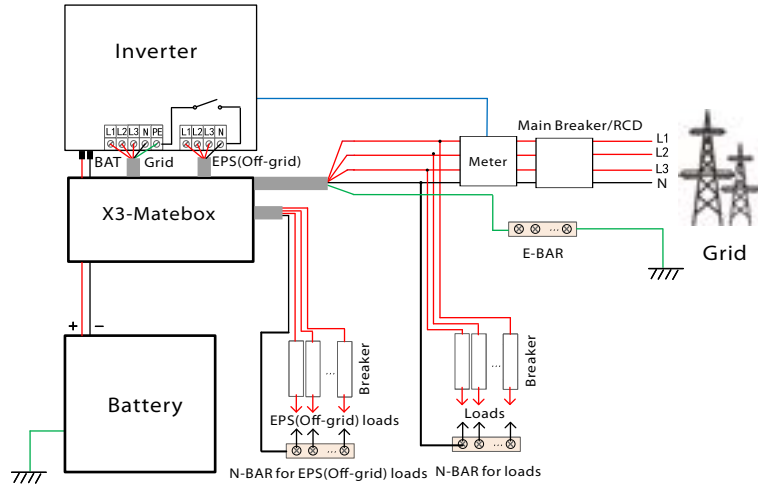 Inverter
L1 L2 L3 N PE
L1 L2 L3 N
BAT
Grid
EPS(Off-grid)
X3-Matebox
+ −
Battery
Meter
Main Breaker/RCD
L1
L2
L3
N
Grid
...
E-BAR
...
Breaker
EPS(Off-grid) loads
...
N-BAR for EPS(Off-grid) loads
...
Breaker
Loads
...
N-BAR for loads